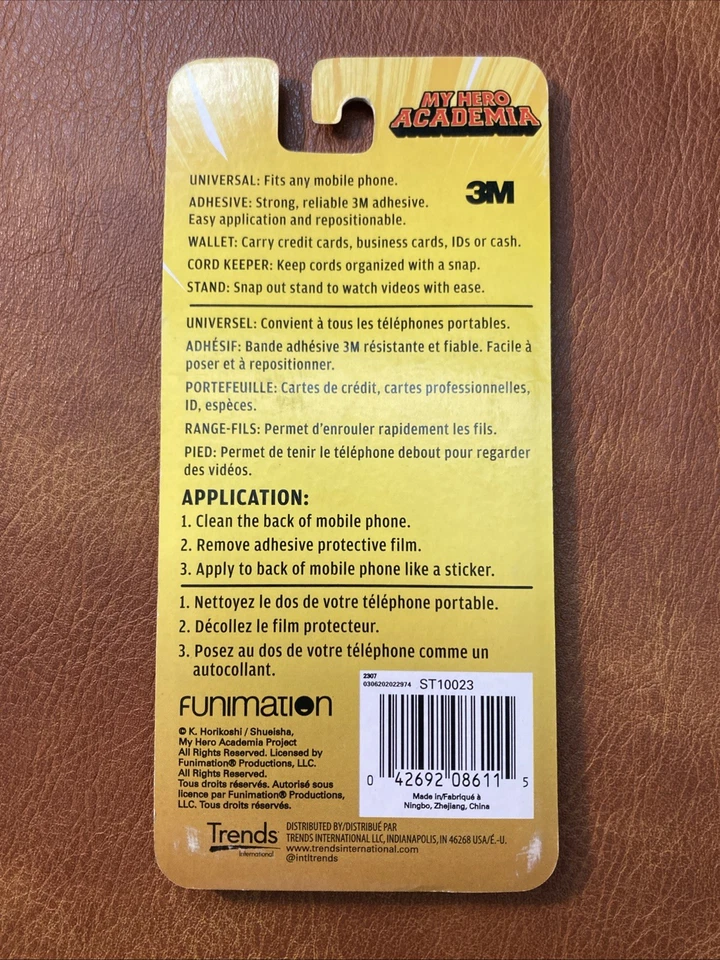 MY HERO
ACADEMIA
UNIVERSAL: Fits any mobile phone.
3M
ADHESIVE: Strong, reliable 3M adhesive.
Easy application and repositionable.
WALLET: Carry credit cards, business cards, IDs or cash.
CORD KEEPER: Keep cords organized with a snap.
STAND: Snap out stand to watch videos with ease.
UNIVERSEL: Convient à tous les téléphones portables.
ADHÉSIF: Bande adhésive 3M résistante et fiable. Facile à
poser et à repositionner.
PORTEFEUILLE: Cartes de crédit, cartes professionnelles,
ID, espèces.
RANGE-FILS: Permet d'enrouler rapidement les fils.
PIED: Permet de tenir le téléphone debout pour regarder
des vidéos.
APPLICATION:
1. Clean the back of mobile phone.
2. Remove adhesive protective film.
3. Apply to back of mobile phone like a sticker.
1. Nettoyez le dos de votre téléphone portable.
2. Décollez le film protecteur.
3. Posez au dos de votre téléphone comme un
autocollant.
2307
0306202022974 ST10023
0 42692 08611 5
Made in/Fabriqué à
Ningbo, Zhejiang, China
FUNIMATION
© K. Horikoshi / Shueisha,
My Hero Academia Project
All Rights Reserved. Licensed by
Funimation® Productions, LLC.
All Rights Reserved.
Tous droits réservés. Autorisé sous
licence par Funimation® Productions,
LLC. Tous droits réservés.
Trends
International
DISTRIBUTED BY/DISTRIBUÉ PAR
TRENDS INTERNATIONAL LLC, INDIANAPOLIS, IN 46268 USA/É.-U.
www.trendsinternational.com
@intltrends